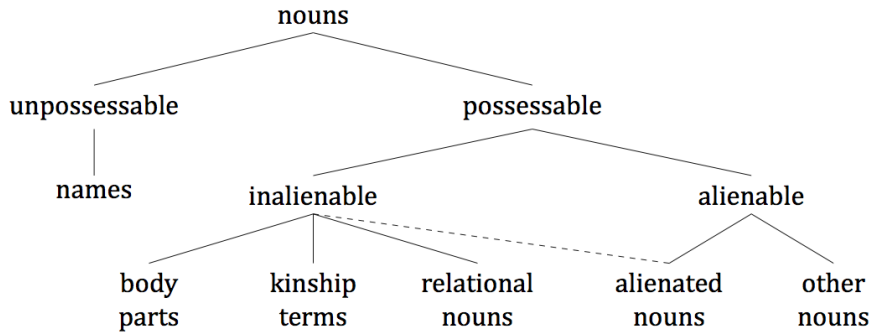 nouns
unpossessable possessable
names inalienable alienable
body kinship relational alienated other
parts terms nouns nouns nouns